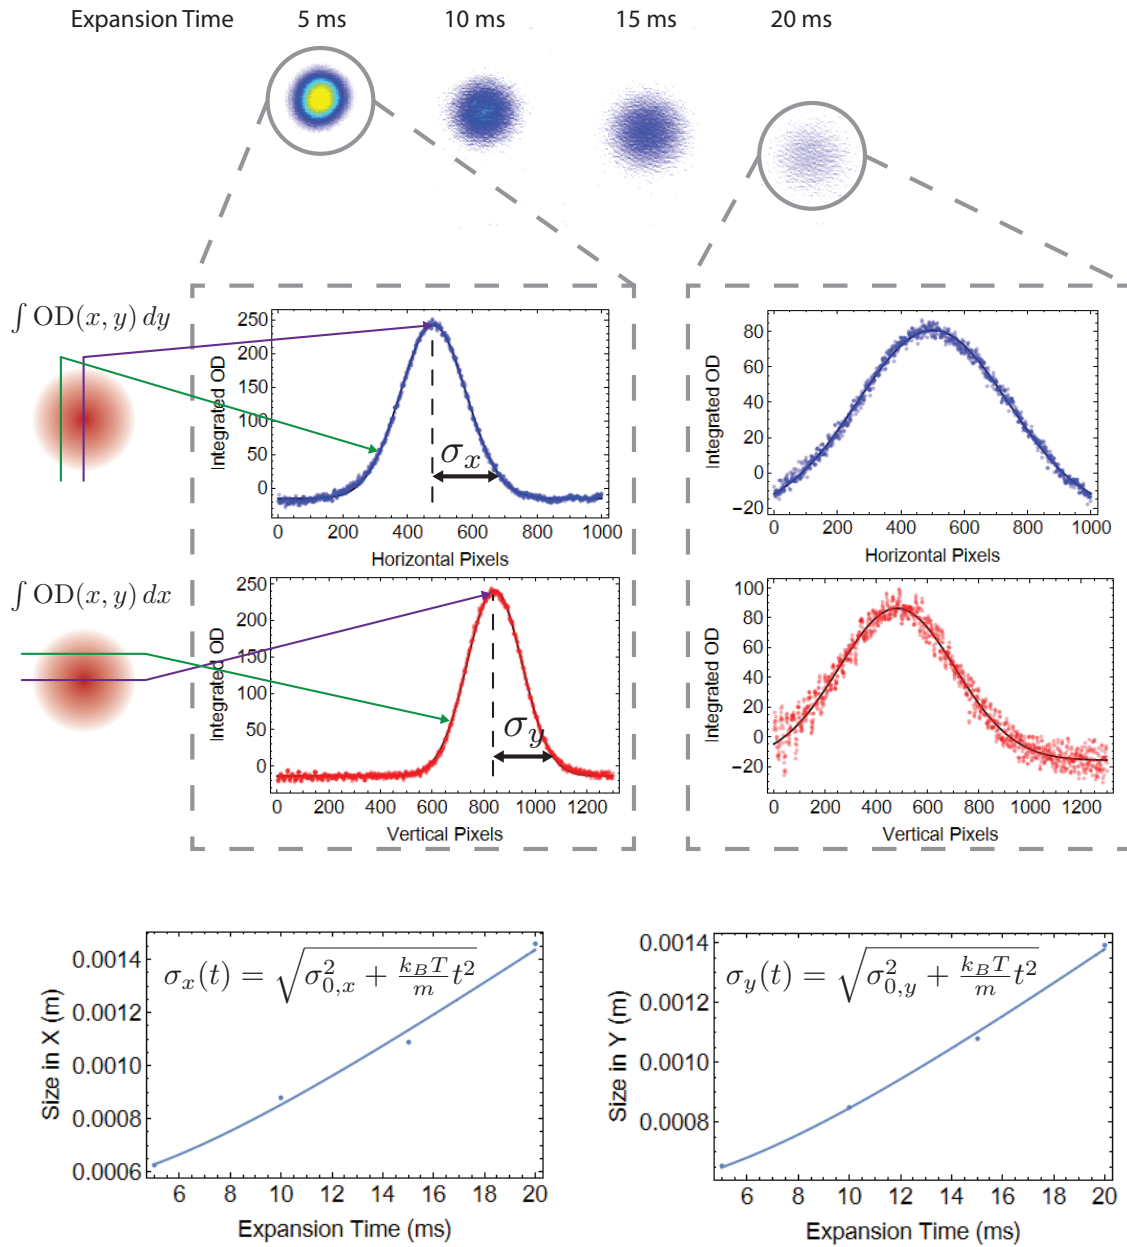 Expansion Time 5 ms 10 ms 15 ms 20 ms
∫ OD(x, y) dy
Integrated OD
250
200
150
100
50
0
σx
0 200 400 600 800 1000
Horizontal Pixels
Integrated OD
80
60
40
20
0
−20
0 200 400 600 800 1000
Horizontal Pixels
∫ OD(x, y) dx
Integrated OD
250
200
150
100
50
0
σy
0 200 400 600 800 1000 1200
Vertical Pixels
Integrated OD
100
80
60
40
20
0
−20
0 200 400 600 800 1000 1200
Vertical Pixels
Size in X (m)
0.0014
0.0012
0.0010
0.0008
0.0006
σx(t) = √(σ²0,x + (kBT/m) t²)
6 8 10 12 14 16 18 20
Expansion Time (ms)
Size in Y (m)
0.0014
0.0012
0.0010
0.0008
σy(t) = √(σ²0,y + (kBT/m) t²)
6 8 10 12 14 16 18 20
Expansion Time (ms)